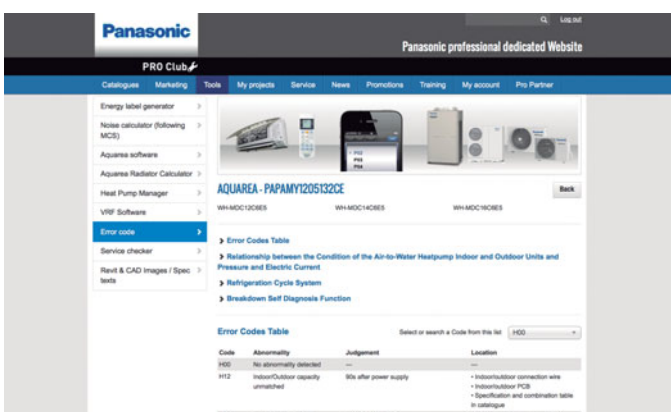 Log out
Panasonic
Panasonic professional dedicated Website
PRO Club
Catalogues Marketing Tools My projects Service News Promotions Training My account Pro Partner
Energy label generator
Noise calculator (following
MCS)
Aquarea software
Aquarea Radiator Calculator
Heat Pump Manager
VRF Software
Error code
Service checker
Revit & CAD Images / Spec
texts
AQUAREA - PAPAMY1205132CE
Back
WH-MDC12C6E5 WH-MDC14C6E5 WH-MDC16C6E5
Error Codes Table
Relationship between the Condition of the Air-to-Water Heatpump Indoor and Outdoor Units and
Pressure and Electric Current
Refrigeration Cycle System
Breakdown Self Diagnosis Function
Error Codes Table
Select or search a Code from this list H00
Code Abnormality Judgement Location
H00 No abnormality detected — —
H12 Indoor/Outdoor capacity 90s after power supply • Indoor/outdoor connection wire
unmatched • Indoor/outdoor PCB
• Specification and combination table
in catalogue